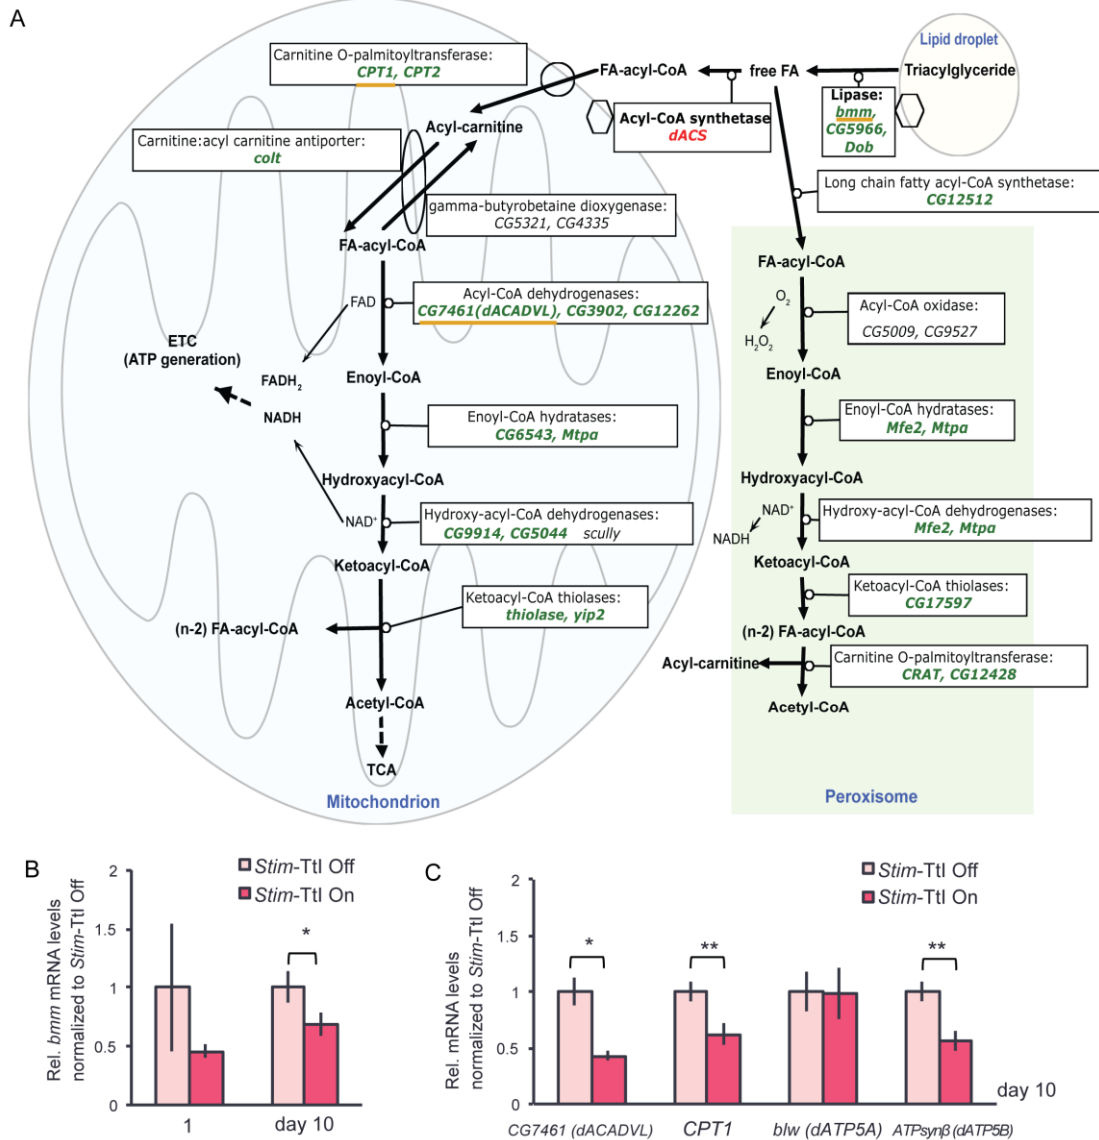 A
Carnitine O-palmitoyltransferase:
CPT1, CPT2
FA-acyl-CoA
free FA
Lipid droplet
Triacylglyceride
Acyl-CoA synthetase
dACS
Lipase:
bmm,
CG5966,
Dob
Acyl-carnitine
Carnitine:acyl carnitine antiporter:
colt
gamma-butyrobetaine dioxygenase:
CG5321, CG4335
Long chain fatty acyl-CoA synthetase:
CG12512
FA-acyl-CoA
FAD
Acyl-CoA dehydrogenases:
CG7461(dACADVL), CG3902, CG12262
ETC
(ATP generation)
FADH2
NADH
Enoyl-CoA
Enoyl-CoA hydratases:
CG6543, Mtpa
Hydroxyacyl-CoA
NAD+
Hydroxy-acyl-CoA dehydrogenases:
CG9914, CG5044 scully
Ketoacyl-CoA
Ketoacyl-CoA thiolases:
thiolase, yip2
(n-2) FA-acyl-CoA
Acetyl-CoA
TCA
Mitochondrion
FA-acyl-CoA
O2
H2O2
Acyl-CoA oxidase:
CG5009, CG9527
Enoyl-CoA
Enoyl-CoA hydratases:
Mfe2, Mtpa
Hydroxyacyl-CoA
NAD+
NADH
Hydroxy-acyl-CoA dehydrogenases:
Mfe2, Mtpa
Ketoacyl-CoA
Ketoacyl-CoA thiolases:
CG17597
(n-2) FA-acyl-CoA
Acyl-carnitine
Carnitine O-palmitoyltransferase:
CRAT, CG12428
Acetyl-CoA
Peroxisome
B
Rel. bmm mRNA levels
normalized to Stim-Ttl Off
2
1.5
1
0.5
0
Stim-Ttl Off
Stim-Ttl On
*
1
day 10
C
Rel. mRNA levels
normalized to Stim-Ttl Off
2
1.5
1
0.5
0
Stim-Ttl Off
Stim-Ttl On
*
**
**
day 10
CG7461 (dACADVL)
CPT1
blw (dATP5A)
ATPsynβ (dATP5B)